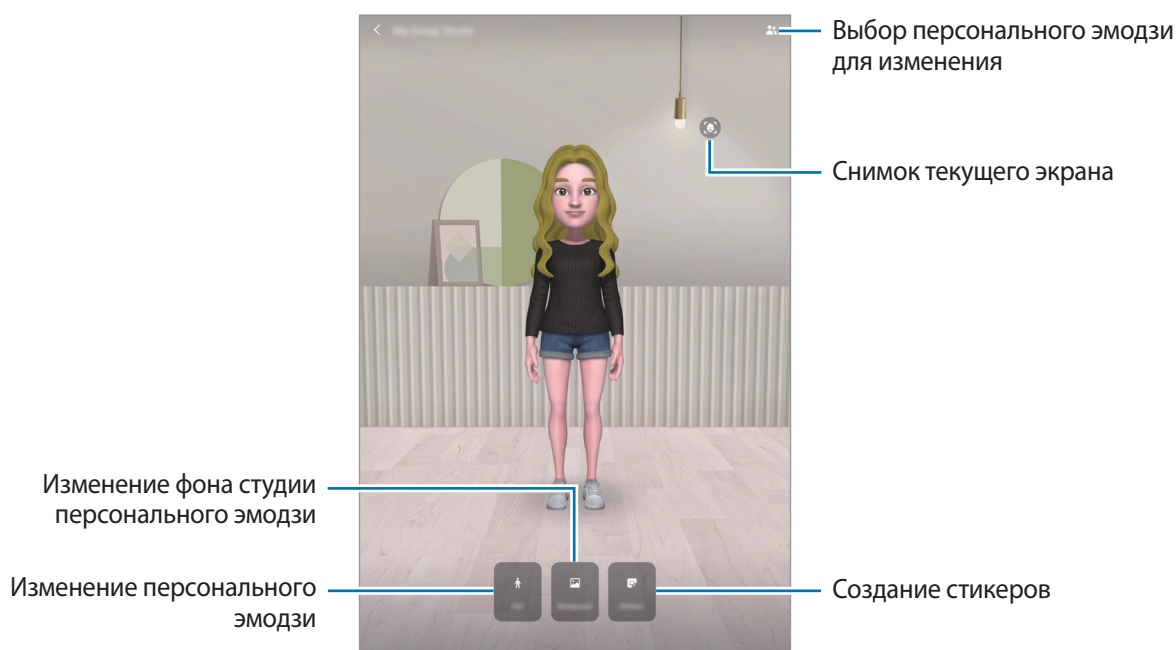 Выбор персонального эмодзи
для изменения
Снимок текущего экрана
Изменение фона студии
персонального эмодзи
Изменение персонального
эмодзи
Создание стикеров